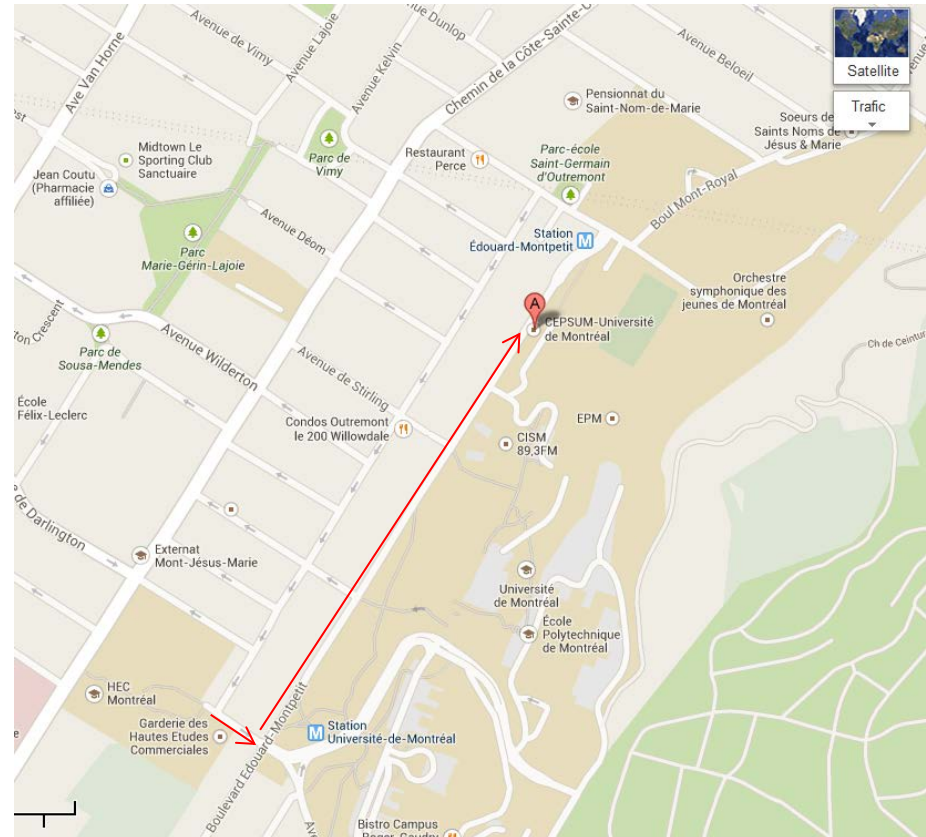 Avenue de Vimy
Avenue Lajoie
Avenue Dunlop
Ave Van Horne
Avenue Kelvin
Chemin de la Côte-Sainte-C
Avenue Beloeil
Satellite
Trafic
Pensionnat du
Saint-Nom-de-Marie
Soeurs de
Saints Noms de
Jésus & Marie
Midtown Le
Sporting Club
Sanctuaire
Parc de
Vimy
Restaurant
Perce
Parc-école
Saint-Germain
d'Outremont
Jean Coutu
(Pharmacie
affiliée)
Boul Mont-Royal
Avenue Déom
Parc
Marie-Gérin-Lajoie
Station
Édouard-Montpetit
M
Orchestre
symphonique des
jeunes de Montréal
A
CEPSUM-Université
de Montréal
ton Crescent
Avenue Wilderton
Parc de
Sousa-Mendes
Ch de Ceintur
Avenue de Stirling
École
Félix-Leclerc
Condos Outremont
le 200 Willowdale
EPM
CISM
89,3FM
e de Darlington
Externat
Mont-Jésus-Marie
Université
de Montréal
École
Polytechnique
de Montréal
HEC
Montréal
Garderie des
Hautes Etudes
Commerciales
M
Station
Université-de-Montréal
Boulevard Edouard-Montpetit
Ave
Bistro Campus
Roger-Gaudry